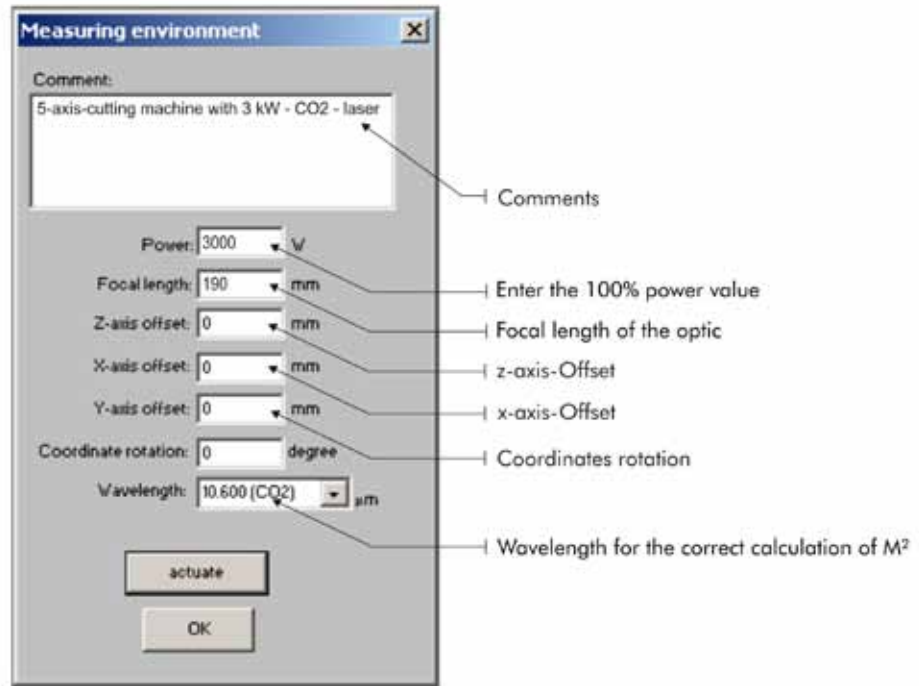 Measuring environment
Comment:
5-axis-cutting machine with 3 kW - CO2 - laser
Comments
Power: 3000 W
Enter the 100% power value
Focal length: 190 mm
Focal length of the optic
Z-axis offset: 0 mm
z-axis-Offset
X-axis offset: 0 mm
x-axis-Offset
Y-axis offset: 0 mm
Coordinates rotation
Coordinate rotation: 0 degree
Wavelength: 10.600 (CO2) µm
Wavelength for the correct calculation of M²
actuate
OK